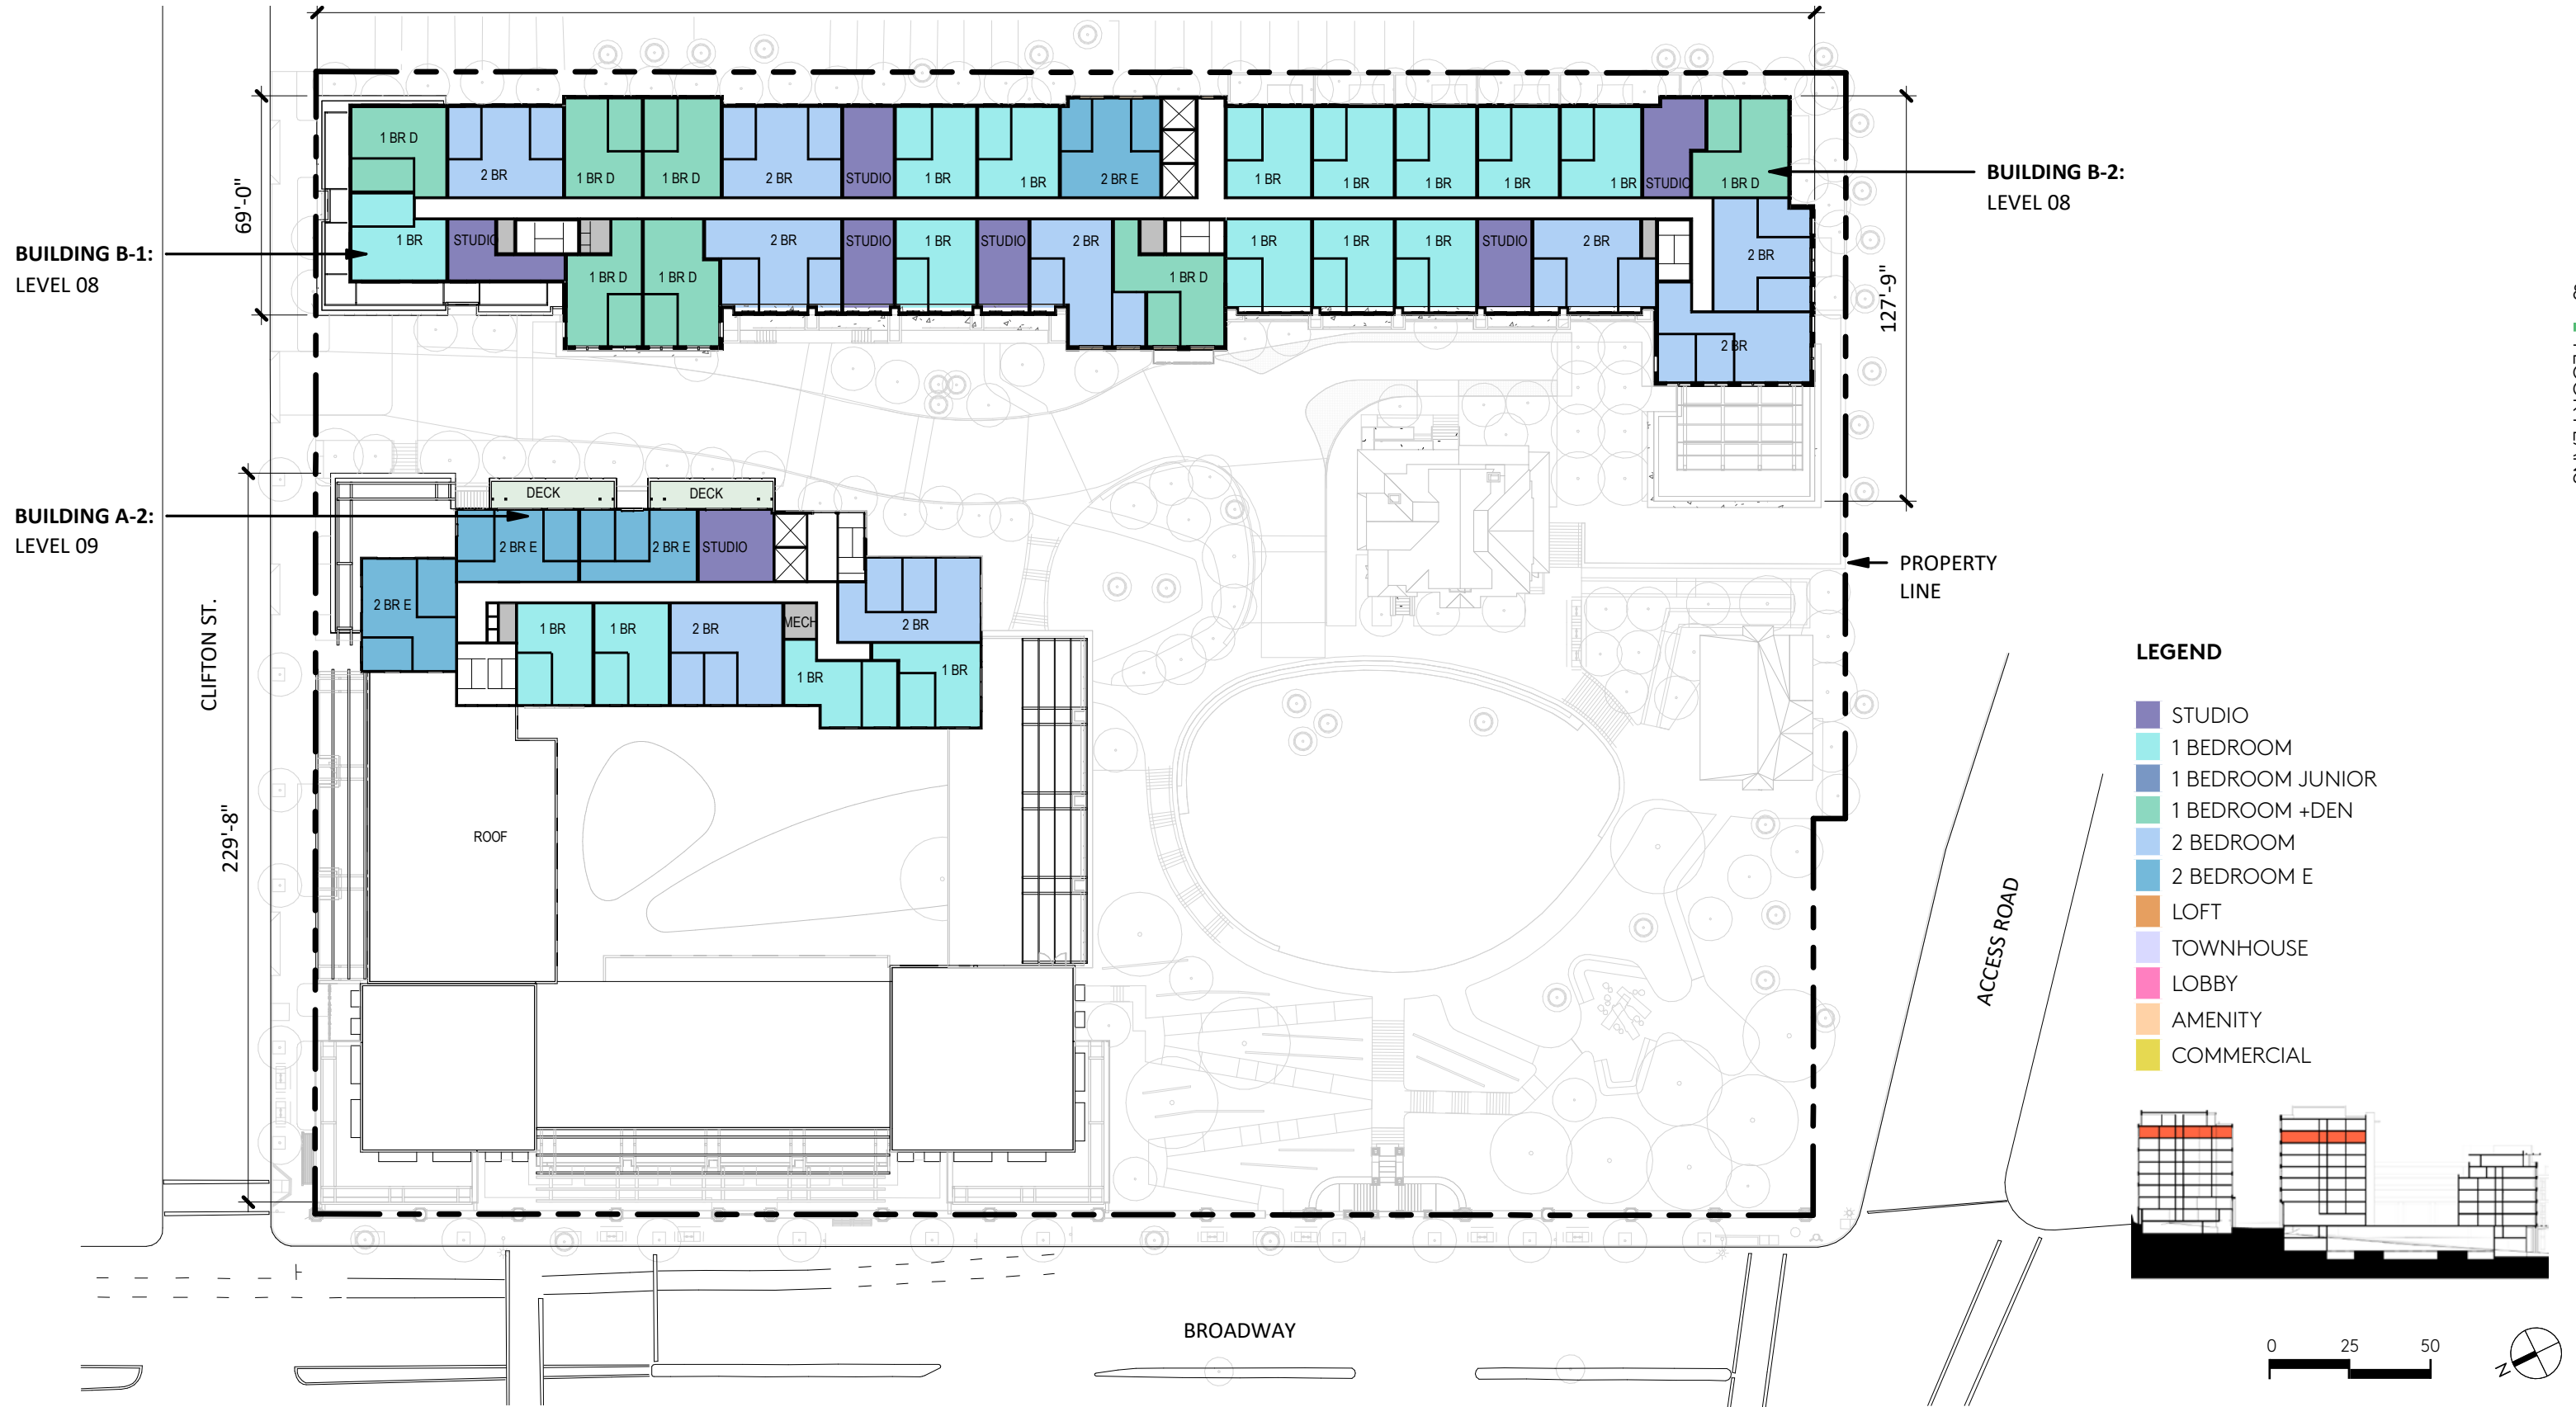 1 BR D
2 BR
1 BR D
1 BR D
2 BR
STUDIO
1 BR
1 BR
2 BR E
1 BR
1 BR
1 BR
1 BR
1 BR
STUDIO
1 BR D
BUILDING B-2:
LEVEL 08
69'-0"
BUILDING B-1:
LEVEL 08
1 BR
STUDIO
1 BR D
1 BR D
2 BR
STUDIO
1 BR
STUDIO
2 BR
1 BR D
1 BR
1 BR
1 BR
STUDIO
2 BR
2 BR
2 BR
127'-9"
BUILDING A-2:
LEVEL 09
DECK
DECK
2 BR E
2 BR E
STUDIO
2 BR E
1 BR
1 BR
2 BR
MECH
2 BR
1 BR
1 BR
PROPERTY
LINE
CLIFTON ST.
229'-8"
ROOF
ACCESS ROAD
BROADWAY
LEGEND
STUDIO
1 BEDROOM
1 BEDROOM JUNIOR
1 BEDROOM +DEN
2 BEDROOM
2 BEDROOM E
LOFT
TOWNHOUSE
LOBBY
AMENITY
COMMERCIAL
0 25 50
N